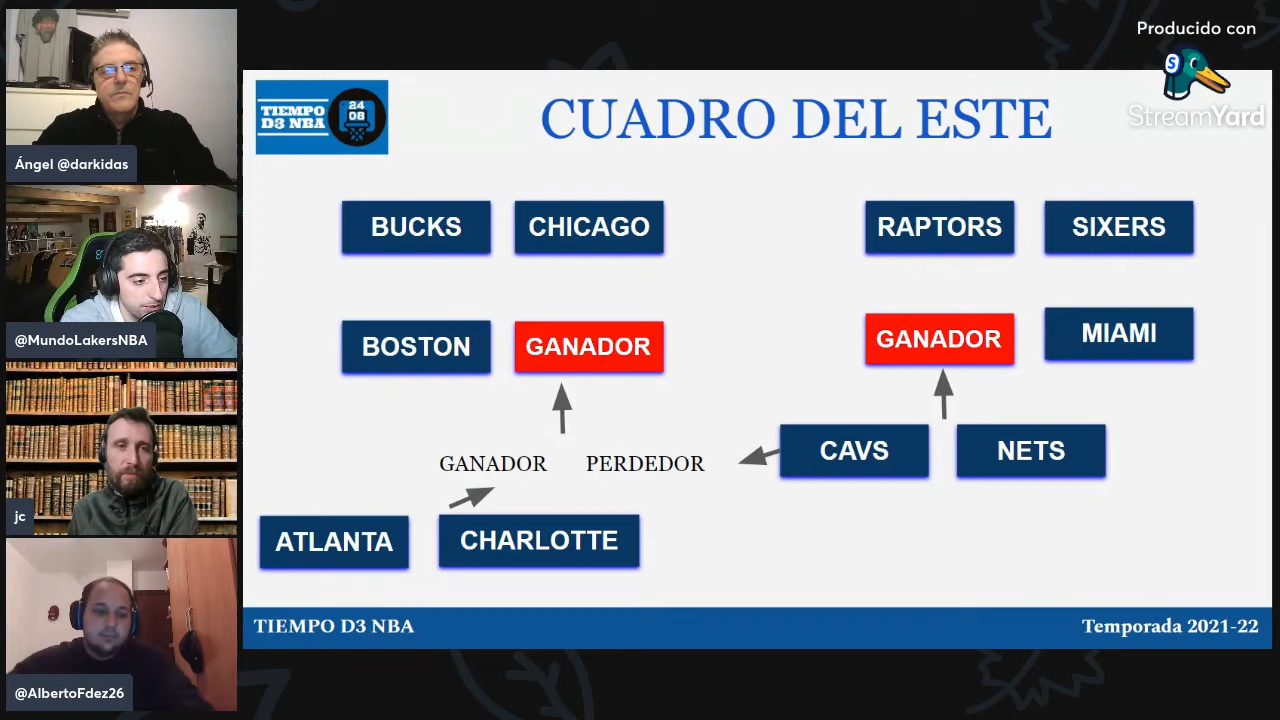 Producido con
StreamYard
Ángel @darkidas
@MundoLakersNBA
jc
@AlbertoFdez26
TIEMPO
D3 NBA
24
08
CUADRO DEL ESTE
BUCKS
CHICAGO
RAPTORS
SIXERS
BOSTON
GANADOR
GANADOR
MIAMI
CAVS
NETS
GANADOR
PERDEDOR
ATLANTA
CHARLOTTE
TIEMPO D3 NBA
Temporada 2021-22